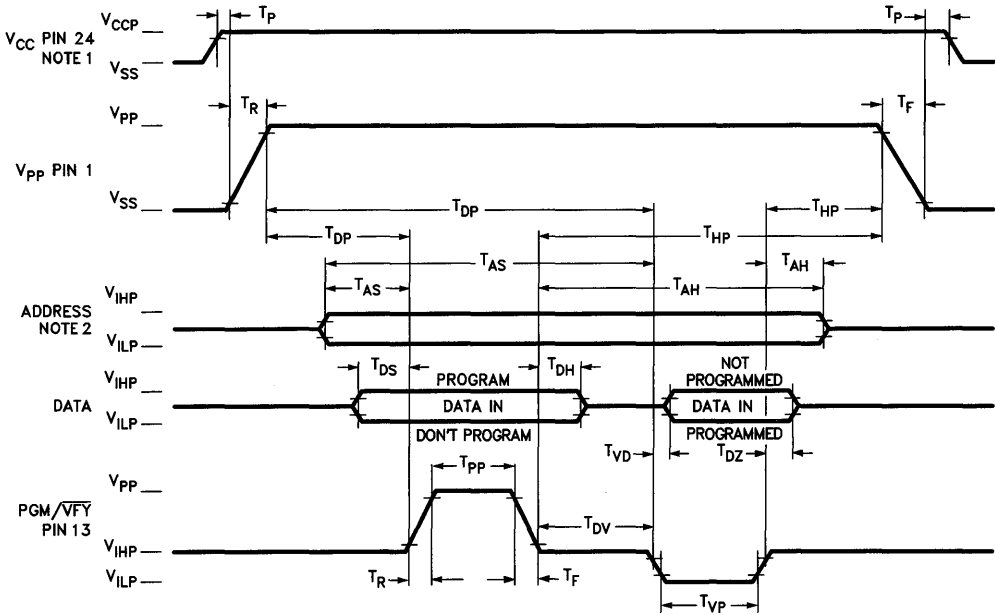 V_CCP
T_P
T_P
V_CC PIN 24
NOTE 1
V_SS
T_R
T_F
V_PP
V_PP PIN 1
V_SS
T_DP
T_HP
T_DP
T_HP
T_AS
T_AH
T_AS
T_AH
V_IHP
ADDRESS
NOTE 2
V_ILP
V_IHP
T_DS
PROGRAM
T_DH
NOT
PROGRAMMED
DATA
DATA IN
DATA IN
V_ILP
DON'T PROGRAM
PROGRAMMED
T_VD
T_DZ
T_PP
V_PP
PGM/V̅F̅Y̅
PIN 13
T_DV
V_IHP
V_ILP
T_R
T_F
T_VP